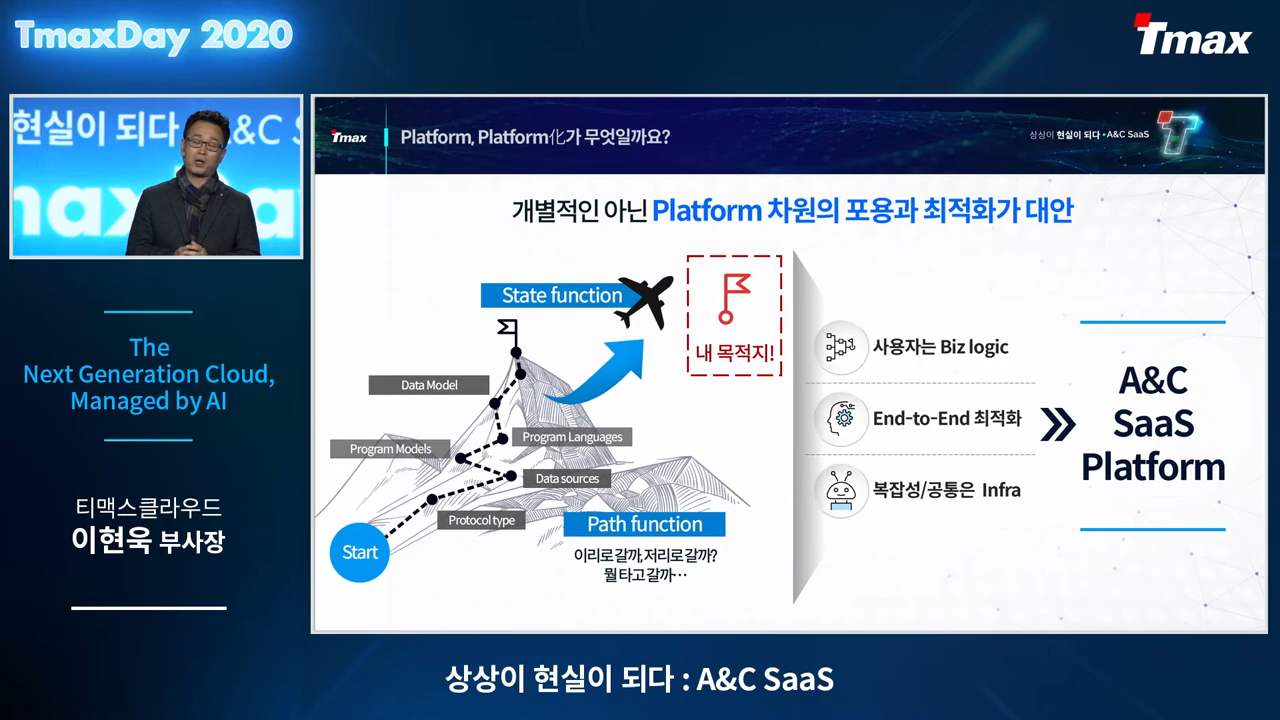 TmaxDay 2020
Tmax
현실이 되다
&C S
max Da
The
Next Generation Cloud,
Managed by AI
티맥스클라우드
이현욱 부사장
Tmax
Platform, Platform化가 무엇일까요?
상상이 현실이 되다 • A&C SaaS
개별적인 아닌 Platform 차원의 포용과 최적화가 대안
State function
내 목적지!
Data Model
Program Languages
Program Models
Data sources
Protocol type
Path function
Start
이리로 갈까, 저리로 갈까?
뭘 타고 갈까…
사용자는 Biz logic
End-to-End 최적화
복잡성/공통은 Infra
A&C
SaaS
Platform
상상이 현실이 되다 : A&C SaaS